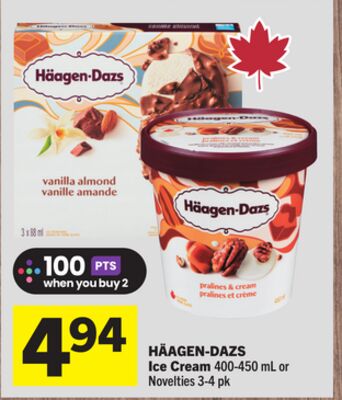 Häagen-Dazs
vanilla almond
vanille amande
3 x 88 ml
Häagen-Dazs
pralines & cream
pralines et crème
100 PTS
when you buy 2
4.94
HÄAGEN-DAZS
Ice Cream 400-450 mL or
Novelties 3-4 pk